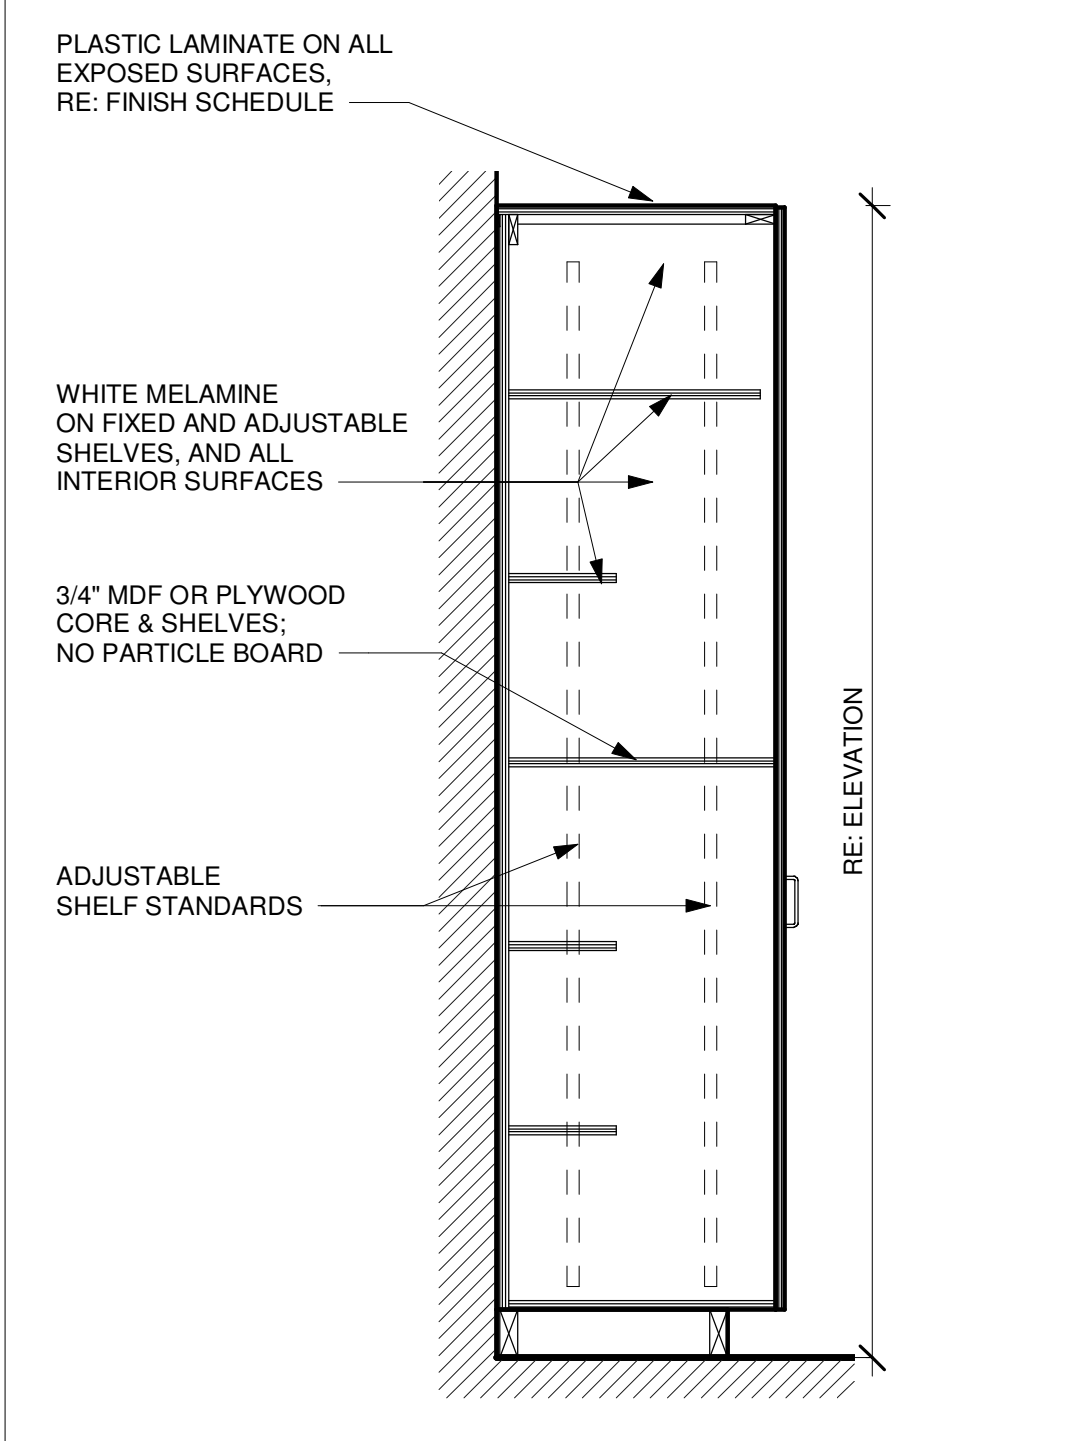 PLASTIC LAMINATE ON ALL
EXPOSED SURFACES,
RE: FINISH SCHEDULE
WHITE MELAMINE
ON FIXED AND ADJUSTABLE
SHELVES, AND ALL
INTERIOR SURFACES
3/4" MDF OR PLYWOOD
CORE & SHELVES;
NO PARTICLE BOARD
ADJUSTABLE
SHELF STANDARDS
RE: ELEVATION